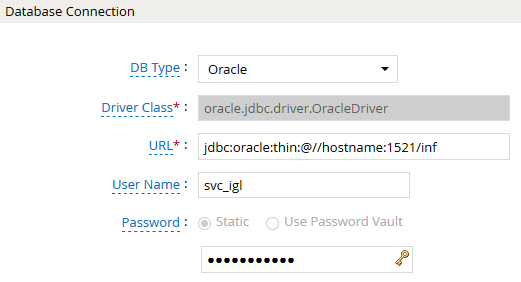 Database Connection
DB Type : Oracle
Driver Class* : oracle.jdbc.driver.OracleDriver
URL* : jdbc:oracle:thin:@//hostname:1521/inf
User Name : svc_igl
Password : Static Use Password Vault
•••••••••••